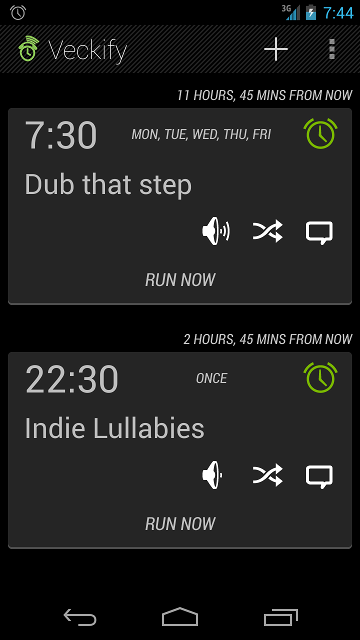 3G 7:44
Veckify
11 HOURS, 45 MINS FROM NOW
7:30 MON, TUE, WED, THU, FRI
Dub that step
RUN NOW
2 HOURS, 45 MINS FROM NOW
22:30 ONCE
Indie Lullabies
RUN NOW